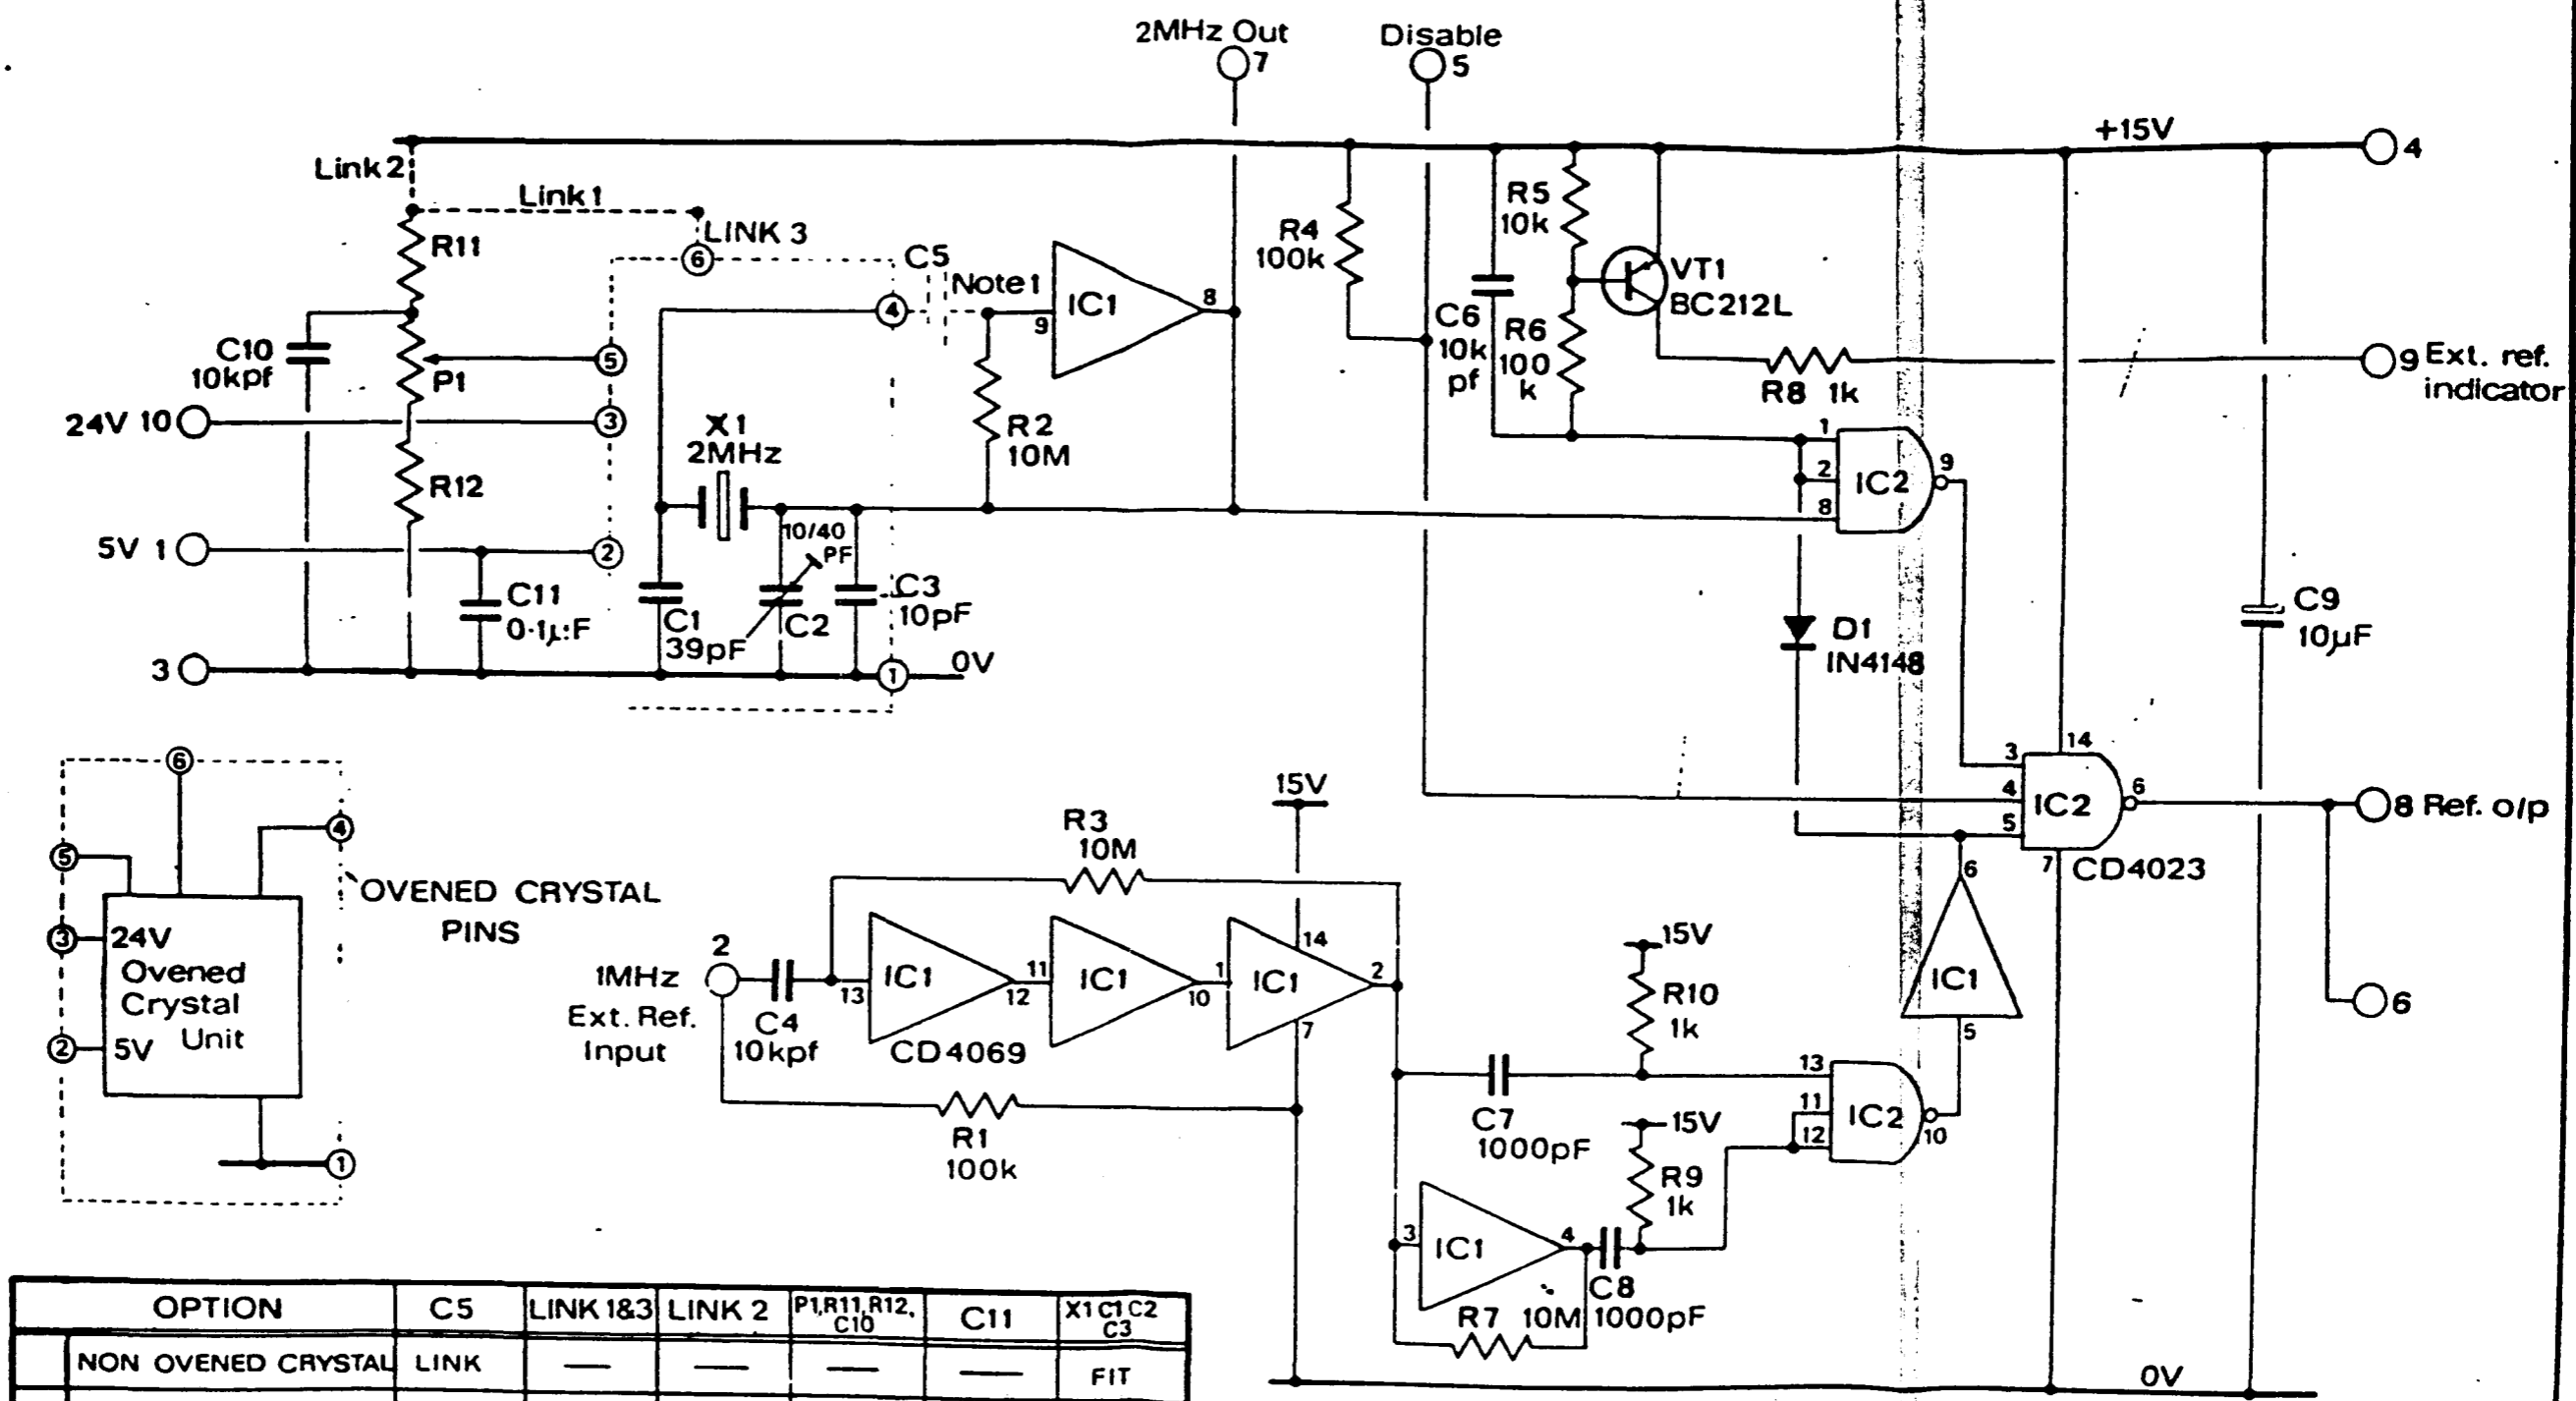 2MHz Out
7
Disable
5
+15V
4
Link 2
Link 1
LINK 3
6
R11
C5
Note 1
4
9
IC1
8
R4
100k
R5
10k
VT1
BC212L
C6
10k
pf
R6
100
k
R8 1k
9 Ext. ref.
indicator
C10
10kpf
P1
5
24V 10
3
X1
2MHz
R2
10M
R12
5V 1
2
C11
0·1µF
10/40
PF
C1
39pF
C2
C3
10pF
3
1
0V
1
2
8
IC2
9
D1
IN4148
C9
10µF
3
14
4
5
IC2
6
7
CD4023
8 Ref. o/p
6
6
5
4
3
24V
Ovened
Crystal
Unit
2
5V
1
OVENED CRYSTAL
PINS
15V
R3
10M
2
1MHz
Ext. Ref.
Input
C4
10kpf
13
IC1
12
CD4069
11
IC1
10
1
IC1
14
2
7
R1
100k
15V
R10
1k
C7
1000pF
15V
R9
1k
13
11
12
IC2
10
6
IC1
5
3
IC1
4
C8
1000pF
R7 10M
0V
OPTION C5 LINK 1&3 LINK 2 P1,R11,R12, C10 C11 X1 C1 C2 C3
NON OVENED CRYSTAL LINK — — — — FIT